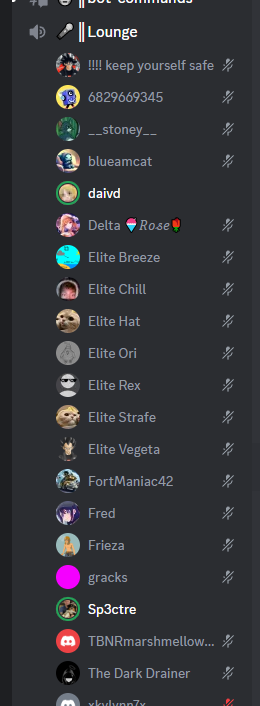 bot-commands
Lounge
!!!! keep yourself safe
6829669345
__stoney__
blueamcat
daivd
Delta Rose
Elite Breeze
Elite Chill
Elite Hat
Elite Ori
Elite Rex
Elite Strafe
Elite Vegeta
FortManiac42
Fred
Frieza
gracks
Sp3ctre
TBNRmarshmellow...
The Dark Drainer
xkylynn7x